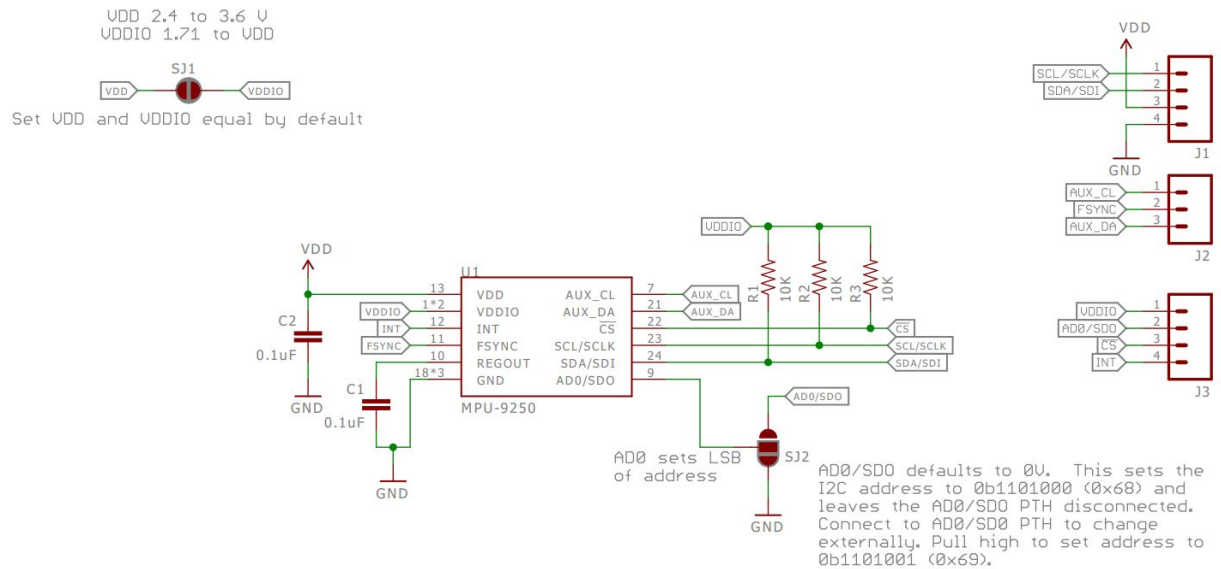 VDD 2.4 to 3.6 V
VDDIO 1.71 to VDD
SJ1
VDD
VDDIO
Set VDD and VDDIO equal by default
VDD
SCL/SCLK
1
SDA/SDI
2
3
4
GND
J1
AUX_CL
1
FSYNC
2
AUX_DA
3
J2
VDDIO
1
AD0/SDO
2
CS
3
INT
4
J3
VDDIO
R1
10K
R2
10K
R3
10K
VDD
C2
0.1uF
GND
U1
13
VDD
AUX_CL
7
AUX_CL
VDDIO
1*2
VDDIO
AUX_DA
21
AUX_DA
INT
12
INT
CS
22
CS
FSYNC
11
FSYNC
SCL/SCLK
23
SCL/SCLK
10
REGOUT
SDA/SDI
24
SDA/SDI
18*3
GND
AD0/SDO
9
MPU-9250
C1
0.1uF
GND
AD0/SDO
AD0 sets LSB
of address
SJ2
GND
AD0/SDO defaults to 0V.  This sets the
I2C address to 0b1101000 (0x68) and
leaves the AD0/SDO PTH disconnected.
Connect to AD0/SD0 PTH to change
externally. Pull high to set address to
0b1101001 (0x69).